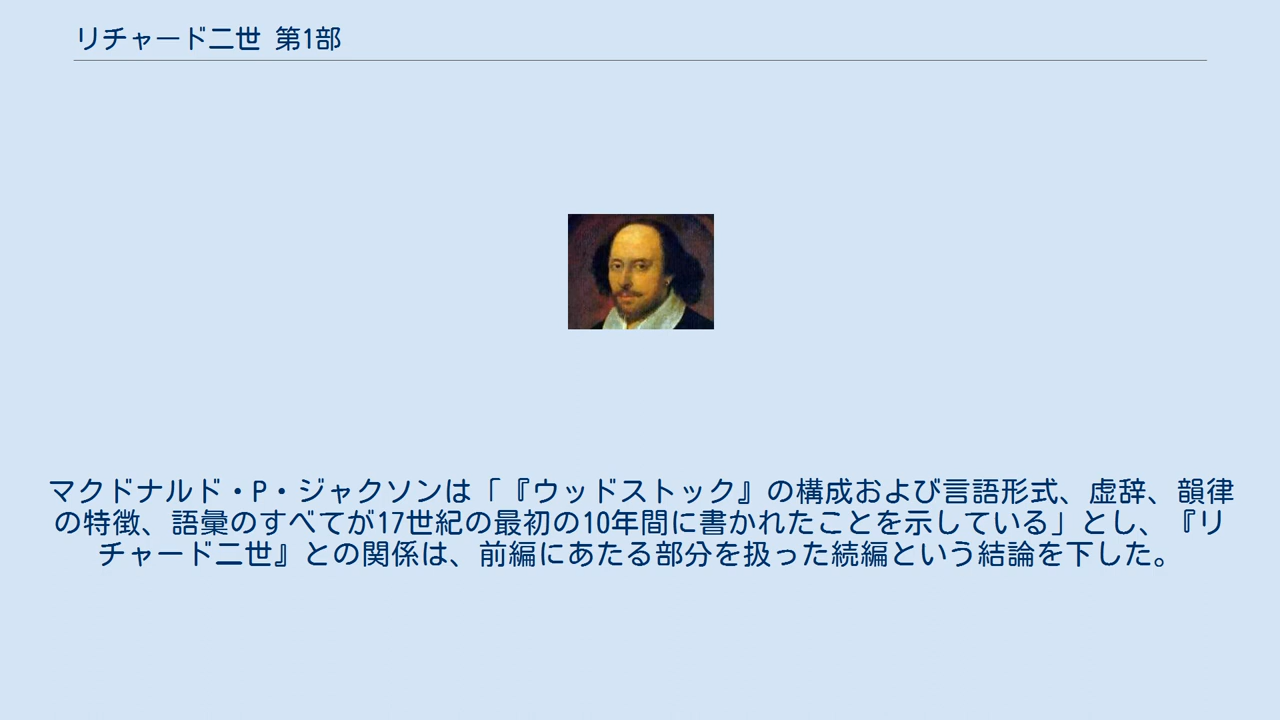 リチャード二世 第1部
マクドナルド・P・ジャクソンは「『ウッドストック』の構成および言語形式、虚辞、韻律
の特徴、語彙のすべてが17世紀の最初の10年間に書かれたことを示している」とし、『リ
チャード二世』との関係は、前編にあたる部分を扱った続編という結論を下した。